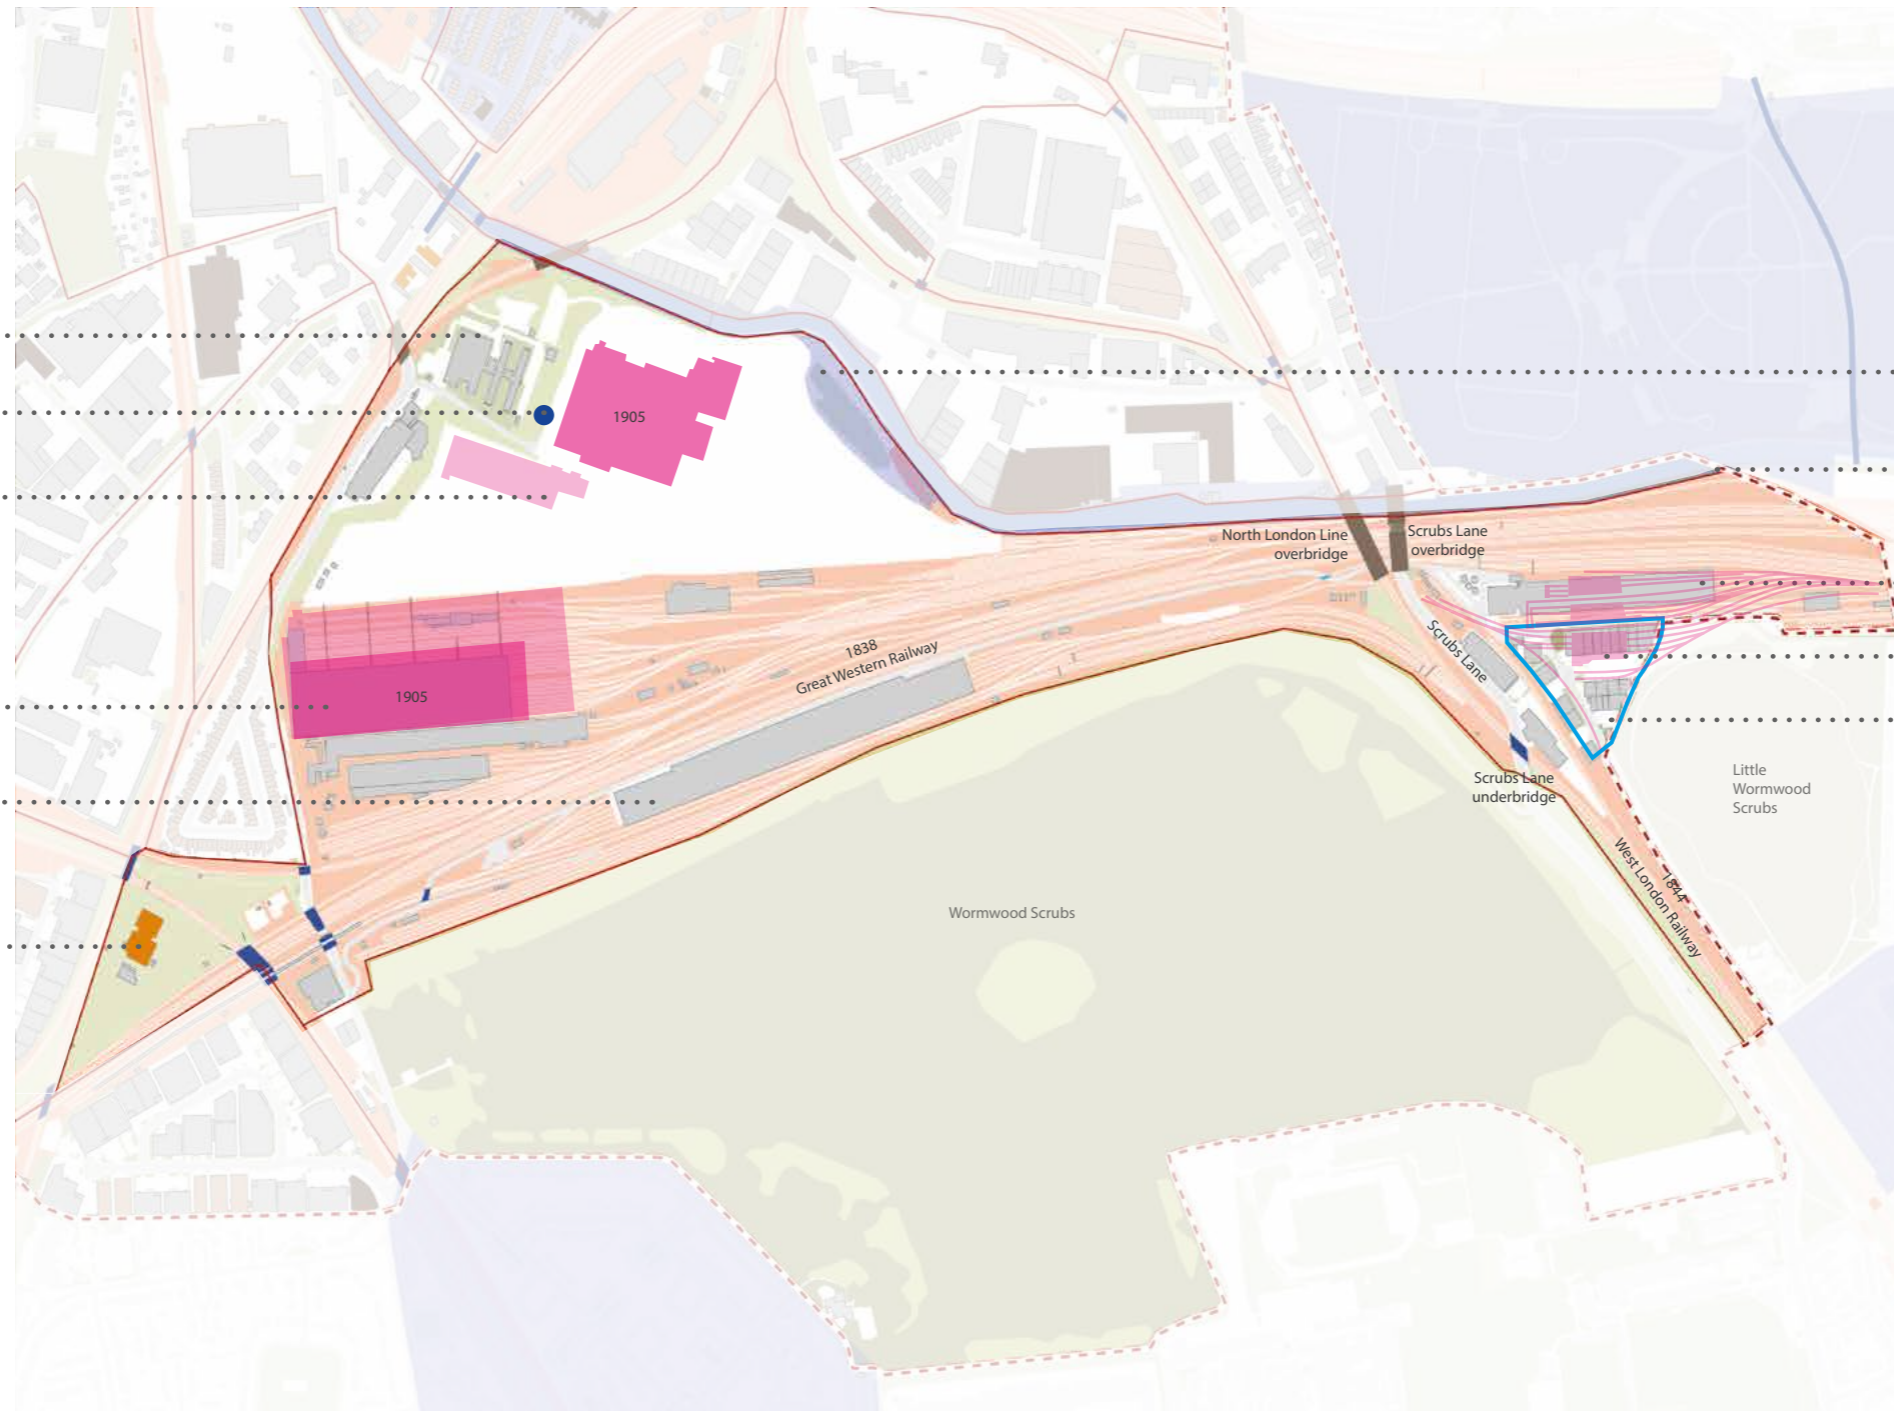 1905
North London Line
overbridge
Scrubs Lane
overbridge
1838
Great Western Railway
Scrubs Lane
1905
Scrubs Lane
underbridge
Little
Wormwood
Scrubs
1844
West London Railway
Wormwood Scrubs